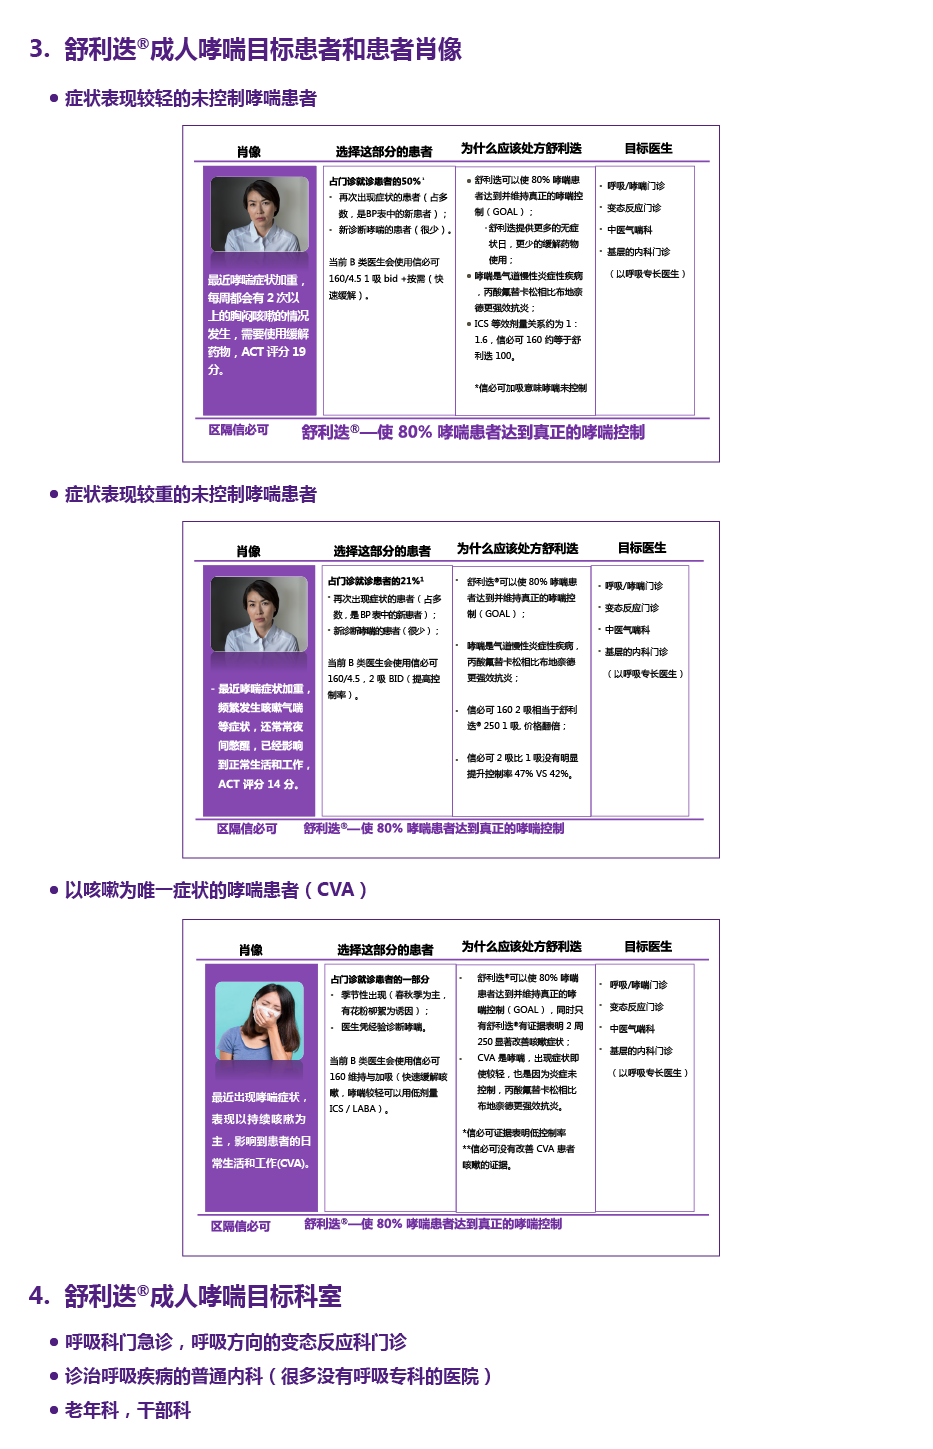 3. 舒利迭®成人哮喘目标患者和患者肖像
● 症状表现较轻的未控制哮喘患者
肖像
选择这部分的患者
为什么应该处方舒利迭
目标医生
最近哮喘症状加重，
每周都会有 2 次以
上的胸闷咳嗽的情况
发生，需要使用缓解
药物，ACT 评分 19
分。
占门诊就诊患者的50%¹
- 再次出现症状的患者（占多
数，是BP表中的新患者）；
- 新诊断哮喘的患者（很少）。
当前 B 类医生会使用信必可
160/4.5 1 吸 bid +按需（快
速缓解）。
● 舒利迭可以使 80% 哮喘患
者达到并维持真正的哮喘控
制（GOAL）；
·舒利迭提供更多的无症
状日，更少的缓解药物
使用；
● 哮喘是气道慢性炎症性疾病
，丙酸氟替卡松相比布地奈
德更强效抗炎；
● ICS 等效剂量关系约为 1：
1.6，信必可 160 约等于舒
利迭 100。
*信必可加吸意味哮喘未控制
- 呼吸/哮喘门诊
- 变态反应门诊
- 中医气喘科
- 基层的内科门诊
（以呼吸专长医生）
区隔信必可
舒利迭®—使 80% 哮喘患者达到真正的哮喘控制
● 症状表现较重的未控制哮喘患者
肖像
选择这部分的患者
为什么应该处方舒利迭
目标医生
- 最近哮喘症状加重，
频繁发生咳嗽气喘
等症状，还常常夜
间憋醒，已经影响
到正常生活和工作，
ACT 评分 14 分。
占门诊就诊患者的21%¹
- 再次出现症状的患者（占多
数，是 BP 表中的新患者）；
- 新诊断哮喘的患者（很少）；
当前 B 类医生会使用信必可
160/4.5，2 吸 BID（提高控
制率）。
- 舒利迭®可以使 80% 哮喘患
者达到并维持真正的哮喘控
制（GOAL）；
- 哮喘是气道慢性炎症性疾病，
丙酸氟替卡松相比布地奈德
更强效抗炎；
- 信必可 160 2 吸相当于舒利
迭® 250 1 吸, 价格翻倍；
- 信必可 2 吸比 1 吸没有明显
提升控制率 47% VS 42%。
- 呼吸/哮喘门诊
- 变态反应门诊
- 中医气喘科
- 基层的内科门诊
（以呼吸专长医生）
区隔信必可
舒利迭®—使 80% 哮喘患者达到真正的哮喘控制
● 以咳嗽为唯一症状的哮喘患者（CVA）
肖像
选择这部分的患者
为什么应该处方舒利迭
目标医生
最近出现哮喘症状，
表现以持续咳嗽为
主，影响到患者的日
常生活和工作(CVA)。
占门诊就诊患者的一部分
- 季节性出现（春秋季为主，
有花粉柳絮为诱因）；
- 医生凭经验诊断哮喘。
当前 B 类医生会使用信必可
160 维持与加吸（快速缓解咳
嗽，哮喘较轻可以用低剂量
ICS / LABA）。
- 舒利迭®可以使 80% 哮喘
患者达到并维持真正的哮
喘控制（GOAL），同时只
有舒利迭®有证据表明 2 周
250 显著改善咳嗽症状；
- CVA 是哮喘，出现症状即
使较轻，也是因为炎症未
控制，丙酸氟替卡松相比
布地奈德更强效抗炎。
*信必可证据表明低控制率
**信必可没有改善 CVA 患者
咳嗽的证据。
- 呼吸/哮喘门诊
- 变态反应门诊
- 中医气喘科
- 基层的内科门诊
（以呼吸专长医生）
区隔信必可
舒利迭®—使 80% 哮喘患者达到真正的哮喘控制
4. 舒利迭®成人哮喘目标科室
● 呼吸科门急诊，呼吸方向的变态反应科门诊
● 诊治呼吸疾病的普通内科（很多没有呼吸专科的医院）
● 老年科，干部科